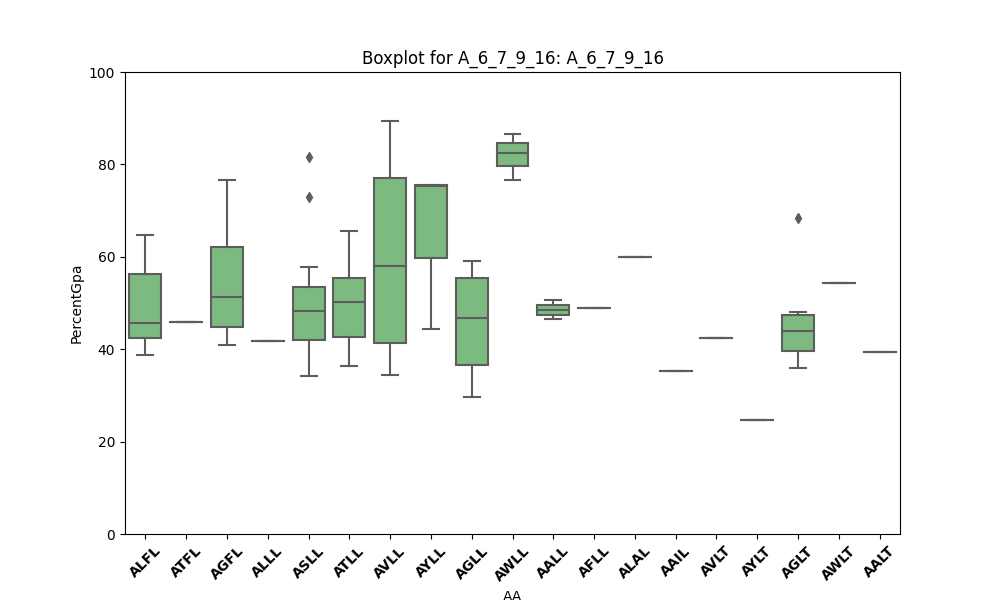 Boxplot for A_6_7_9_16: A_6_7_9_16
100
80
60
40
20
0
PercentGpa
ALFL ATFL AGFL ALLL ASLL ATLL AVLL AYLL AGLL AWLL AALL AFLL ALAL AAIL AVLT AYLT AGLT AWLT AALT
AA